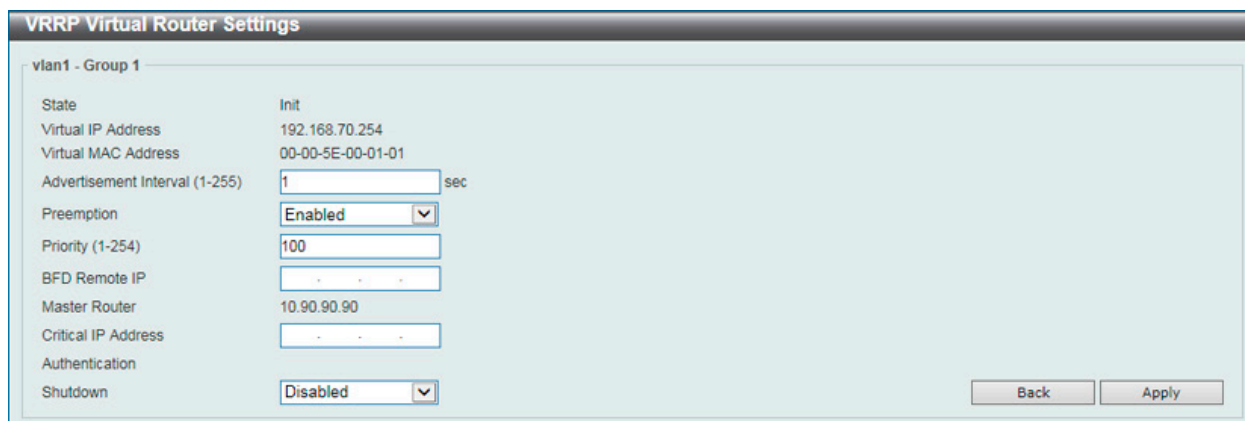 VRRP Virtual Router Settings
vlan1 - Group 1
State Init
Virtual IP Address 192.168.70.254
Virtual MAC Address 00-00-5E-00-01-01
Advertisement Interval (1-255) 1 sec
Preemption Enabled
Priority (1-254) 100
BFD Remote IP . . .
Master Router 10.90.90.90
Critical IP Address . . .
Authentication
Shutdown Disabled Back Apply